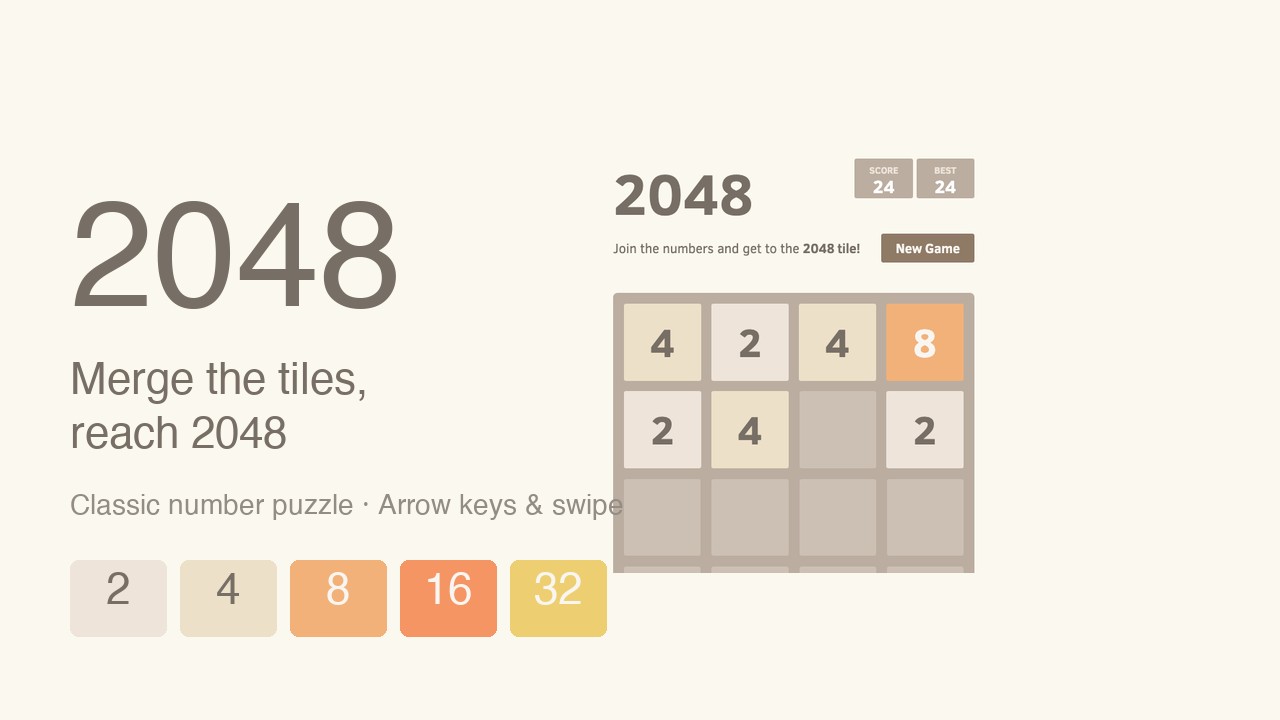 2048
Merge the tiles,
reach 2048
Classic number puzzle · Arrow keys & swipe
2 4 8 16 32
2048
SCORE
24
BEST
24
Join the numbers and get to the 2048 tile!
New Game
4 2 4 8
2 4 2